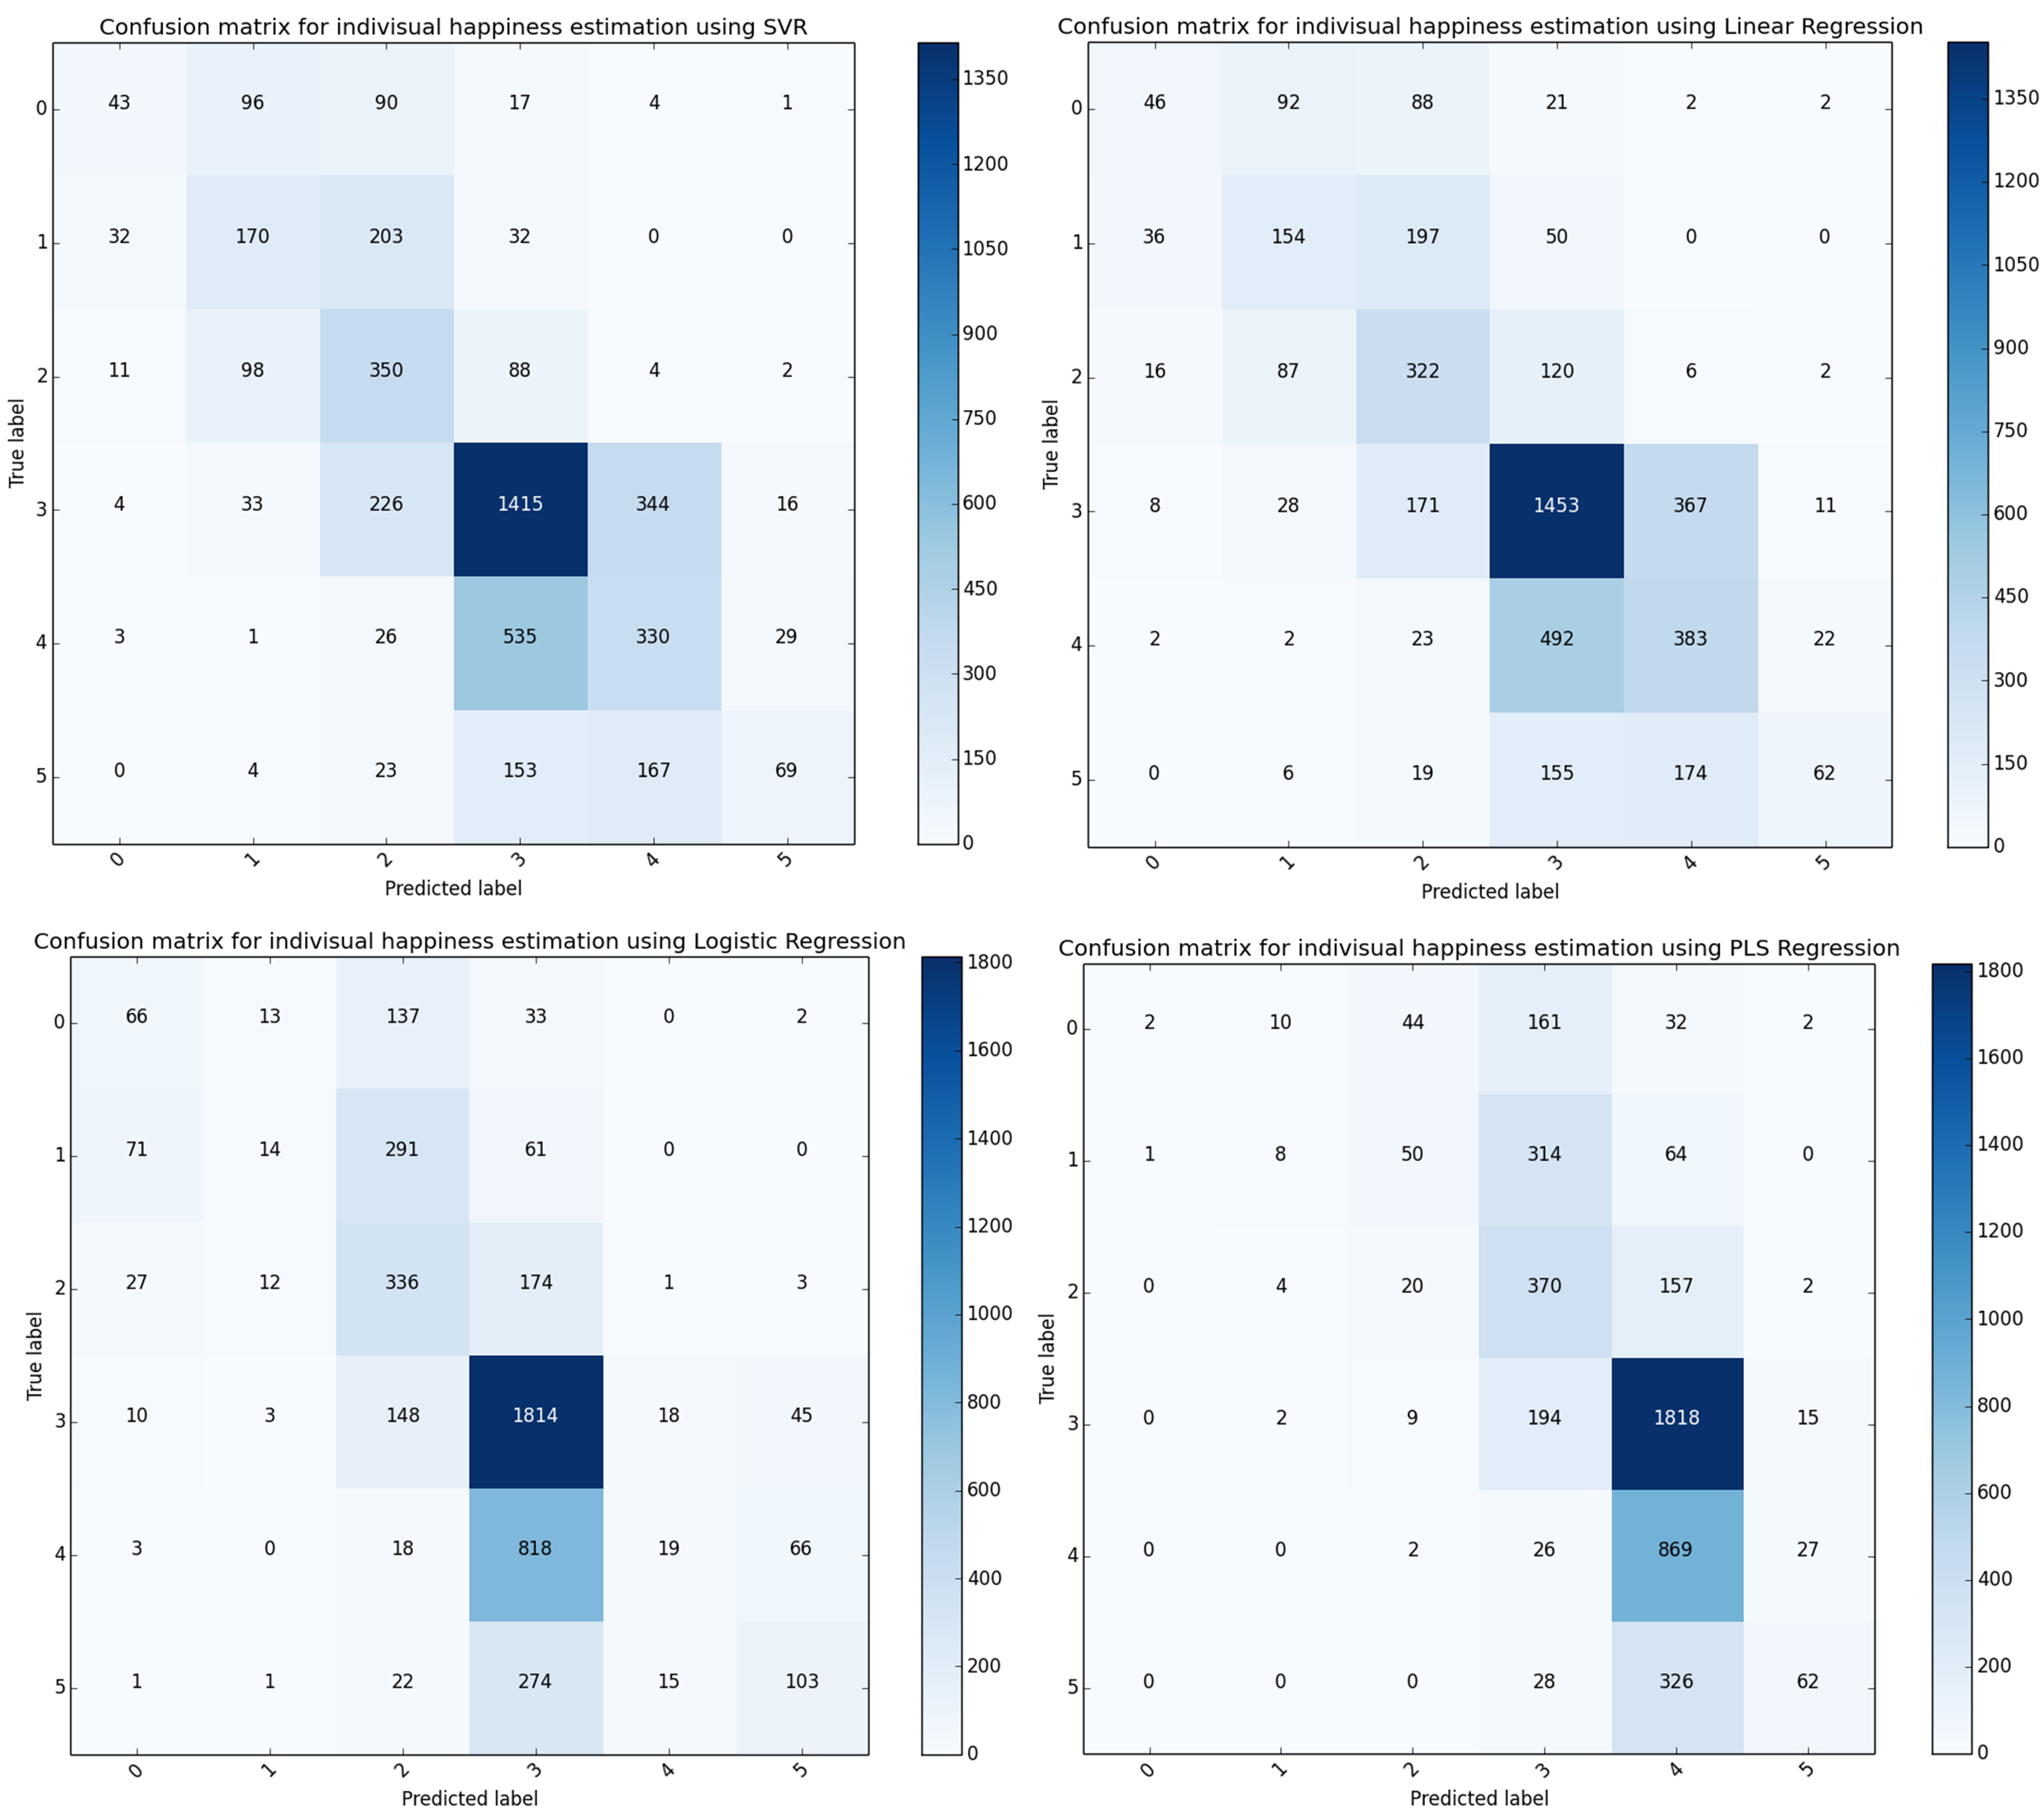 Confusion matrix for indivisual happiness estimation using SVR
0 43 96 90 17 4 1
1 32 170 203 32 0 0
2 11 98 350 88 4 2
3 4 33 226 1415 344 16
4 3 1 26 535 330 29
5 0 4 23 153 167 69
0 1 2 3 4 5
True label
Predicted label
1350
1200
1050
900
750
600
450
300
150
0
Confusion matrix for indivisual happiness estimation using Linear Regression
0 46 92 88 21 2 2
1 36 154 197 50 0 0
2 16 87 322 120 6 2
3 8 28 171 1453 367 11
4 2 2 23 492 383 22
5 0 6 19 155 174 62
0 1 2 3 4 5
True label
Predicted label
1350
1200
1050
900
750
600
450
300
150
0
Confusion matrix for indivisual happiness estimation using Logistic Regression
0 66 13 137 33 0 2
1 71 14 291 61 0 0
2 27 12 336 174 1 3
3 10 3 148 1814 18 45
4 3 0 18 818 19 66
5 1 1 22 274 15 103
0 1 2 3 4 5
True label
Predicted label
1800
1600
1400
1200
1000
800
600
400
200
0
Confusion matrix for indivisual happiness estimation using PLS Regression
0 2 10 44 161 32 2
1 1 8 50 314 64 0
2 0 4 20 370 157 2
3 0 2 9 194 1818 15
4 0 0 2 26 869 27
5 0 0 0 28 326 62
0 1 2 3 4 5
True label
Predicted label
1800
1600
1400
1200
1000
800
600
400
200
0